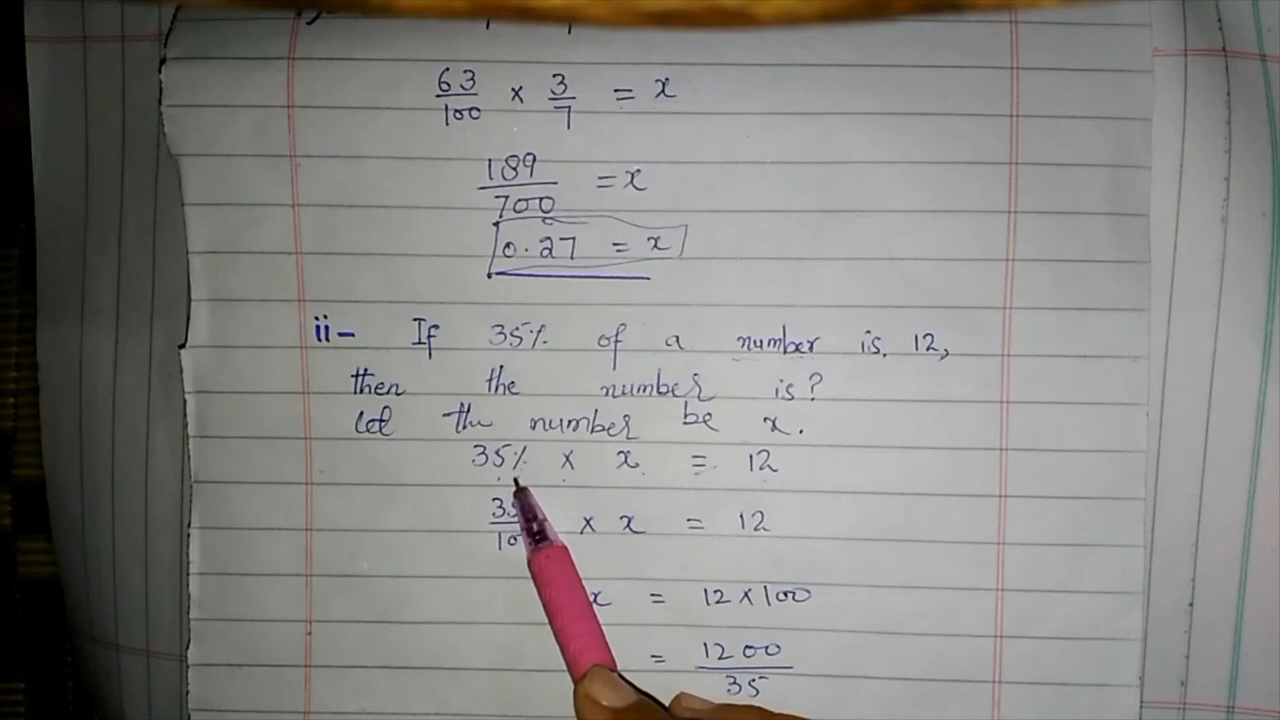 63/100 × 3/7 = x
189/700 = x
0.27 = x
ii- If 35% of a number is, 12,
then the number is?
let the number be x.
35% × x = 12
× x = 12
x = 12 × 100
= 1200/35